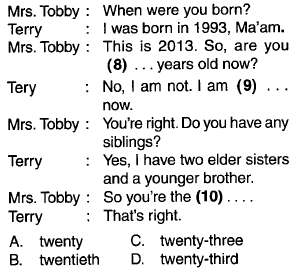 Mrs. Tobby : When were you born?
Terry : I was born in 1993, Ma'am.
Mrs. Tobby : This is 2013. So, are you
(8) ... years old now?
Tery : No, I am not. I am (9) ...
now.
Mrs. Tobby : You're right. Do you have any
siblings?
Terry : Yes, I have two elder sisters
and a younger brother.
Mrs. Tobby : So you're the (10) ....
Terry : That's right.
A. twenty C. twenty-three
B. twentieth D. twenty-third